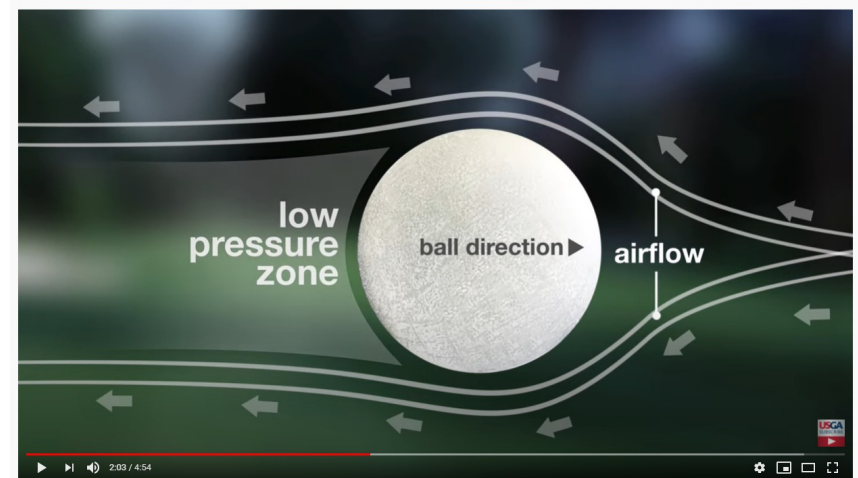 low
pressure
zone
ball direction
airflow
USGA
2:03 / 4:54